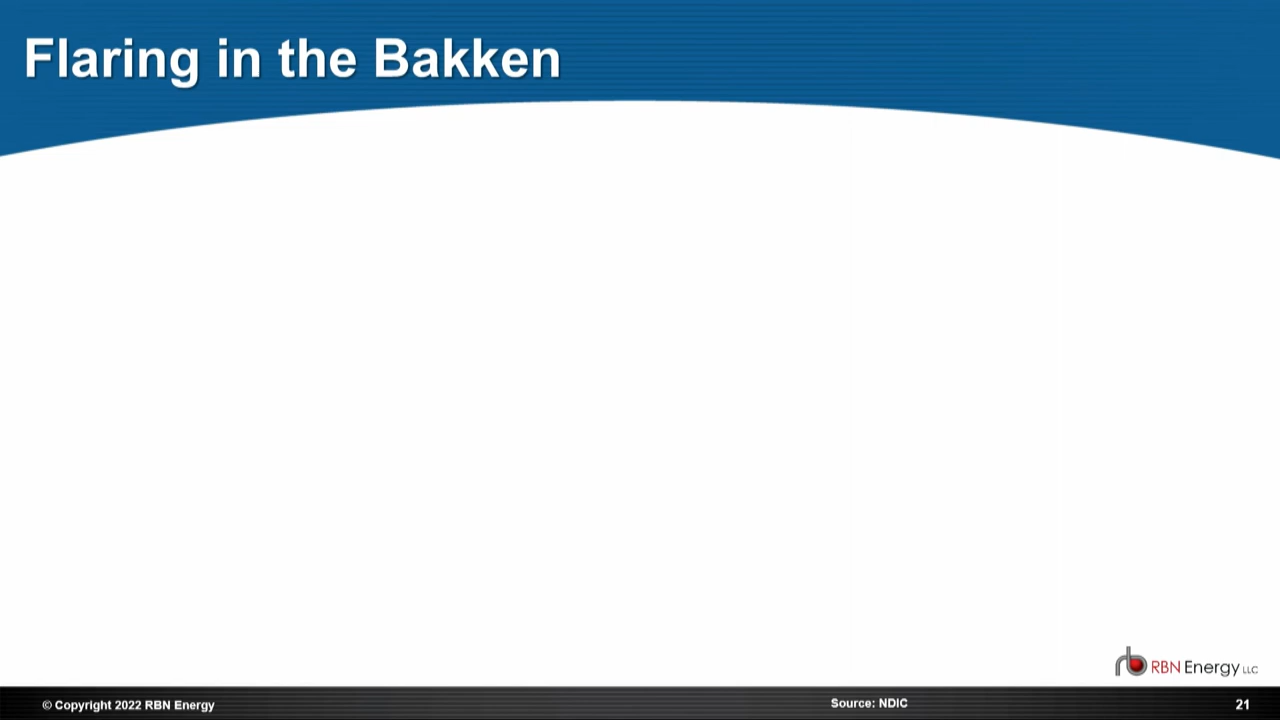 Flaring in the Bakken
RBN Energy LLC
© Copyright 2022 RBN Energy
Source: NDIC
21